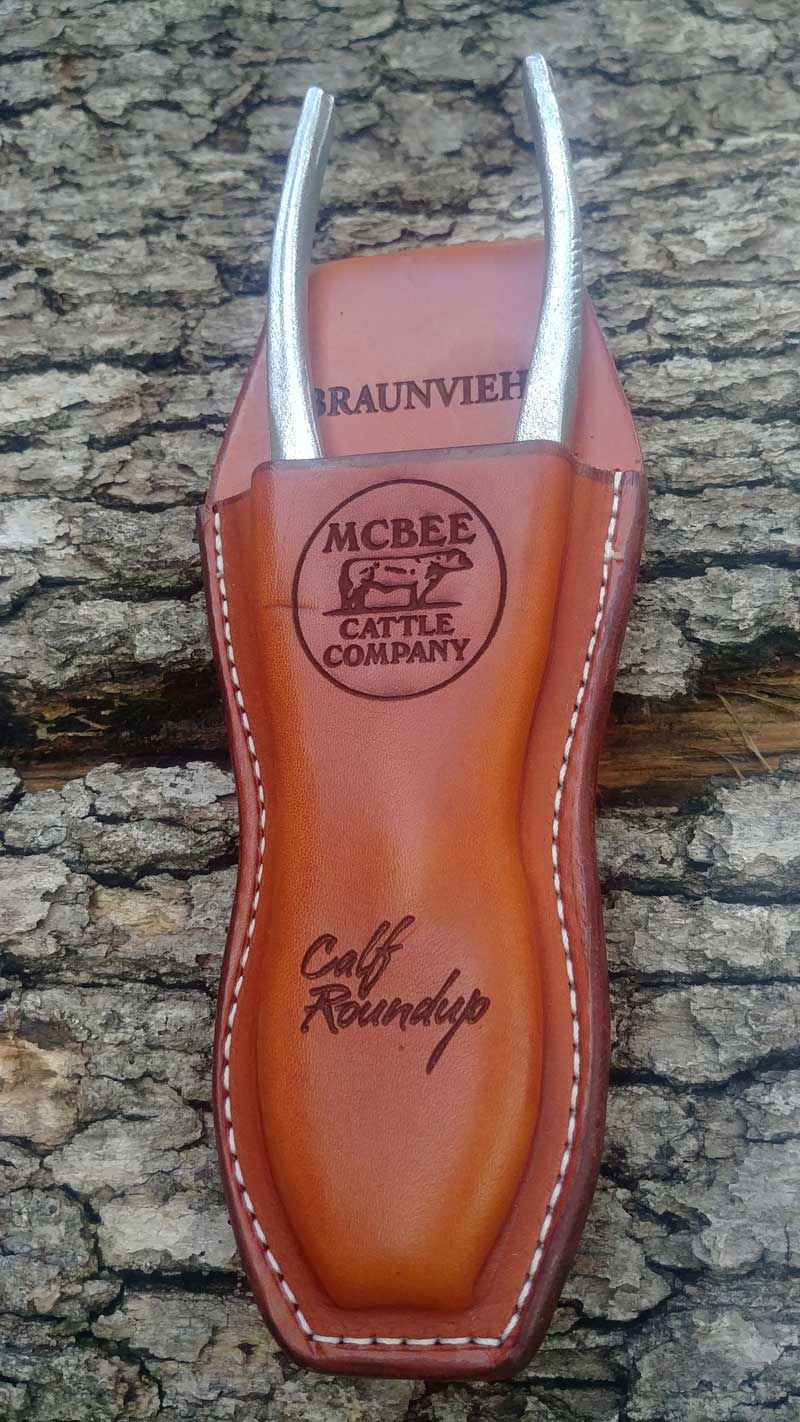 BRAUNVIEH
MCBEE
CATTLE
COMPANY
Calf
Roundup